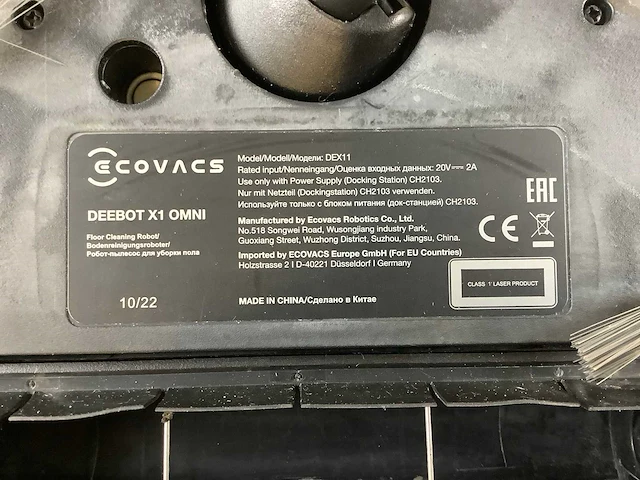 ECOVACS
DEEBOT X1 OMNI
Floor Cleaning Robot/
Bodenreinigungsroboter/
Робот-пылесос для уборки пола
10/22
Model/Modell/Модели: DEX11
Rated input/Nenneingang/Оценка входных данных: 20V⎓ 2A
Use only with Power Supply (Docking Station) CH2103.
Nur mit Netzteil (Dockingstation) CH2103 verwenden.
Используйте только с блоком питания (док-станцией) CH2103.
Manufactured by Ecovacs Robotics Co., Ltd.
No.518 Songwei Road, Wusongjiang industry Park,
Guoxiang Street, Wuzhong District, Suzhou, Jiangsu, China.
Imported by ECOVACS Europe GmbH (For EU Countries)
Holzstrasse 2 I D-40221 Düsseldorf I Germany
MADE IN CHINA/Сделано в Китае
EAC
CE
CLASS 1 LASER PRODUCT